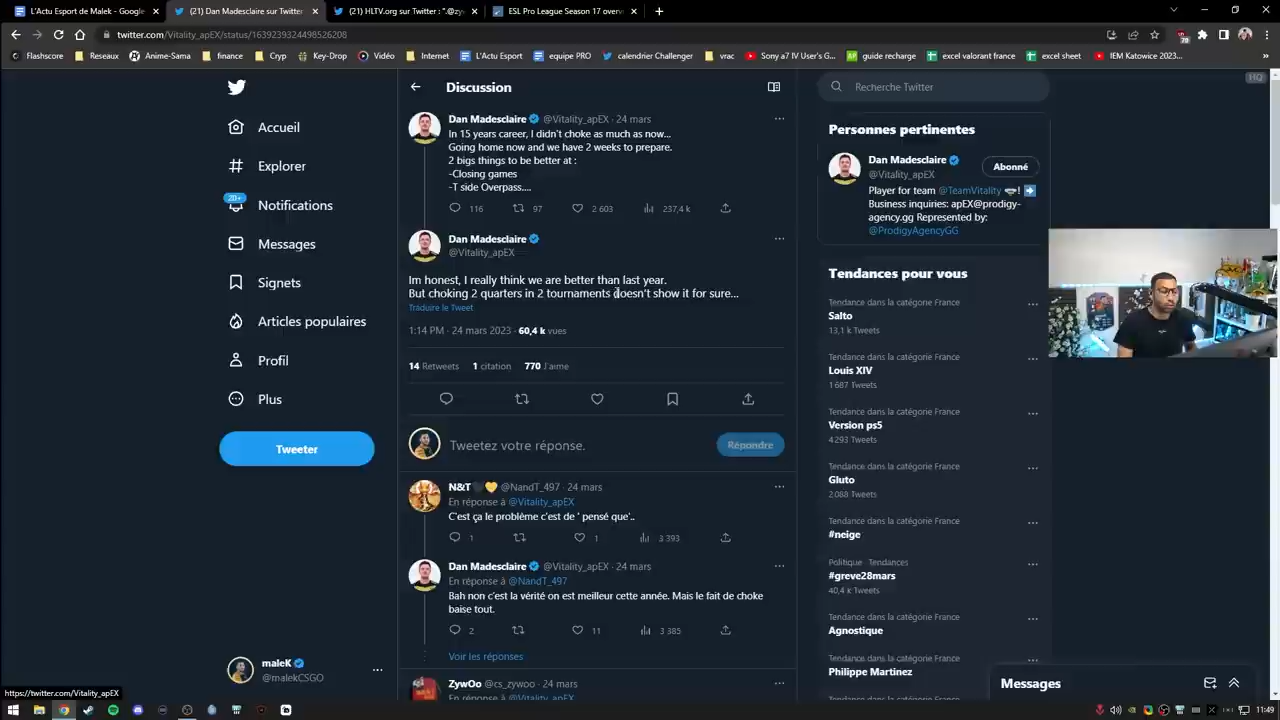 L'Actu Esport de Malek - Google
(21) Dan Madesclaire sur Twitter
(21) HLTV.org sur Twitter : ".@zy
ESL Pro League Season 17 over
twitter.com/Vitality_apEX/status/1639239324498526208
Flashscore
Reseaux
Anime-Sama
finance
Cryp
Key-Drop
Vidéo
Internet
L'Actu Esport
equipe PRO
calendrier Challenger
vrac
Sony a7 IV User's G...
guide recharge
excel valorant france
excel sheet
IEM Katowice 2023...
HQ
Accueil
Explorer
20+
Notifications
Messages
Signets
Articles populaires
Profil
Plus
Tweeter
maleK
@malekCSGO
https://twitter.com/Vitality_apEX
Discussion
Dan Madesclaire @Vitality_apEX · 24 mars
In 15 years career, I didn't choke as much as now...
Going home now and we have 2 weeks to prepare.
2 bigs things to be better at :
-Closing games
-T side Overpass....
116 97 2 603 237,4 k
Dan Madesclaire
@Vitality_apEX
Im honest, I really think we are better than last year.
But choking 2 quarters in 2 tournaments doesn't show it for sure...
Traduire le Tweet
1:14 PM · 24 mars 2023 · 60,4 k vues
14 Retweets 1 citation 770 J'aime
Tweetez votre réponse.
Répondre
N&T @NandT_497 · 24 mars
En réponse à @Vitality_apEX
C'est ça le problème c'est de ' pensé que'..
1 1 3 393
Dan Madesclaire @Vitality_apEX · 24 mars
En réponse à @NandT_497
Bah non c'est la vérité on est meilleur cette année. Mais le fait de choke
baise tout.
2 11 3 385
Voir les réponses
ZywOo @cs_zywoo · 24 mars
En réponse à @Vitality_apEX
Recherche Twitter
Personnes pertinentes
Dan Madesclaire
@Vitality_apEX
Abonné
Player for team @TeamVitality !
Business inquiries: apEX@prodigy-
agency.gg Represented by:
@ProdigyAgencyGG
Tendances pour vous
Tendance dans la catégorie France
Salto
13,1 k Tweets
Tendance dans la catégorie France
Louis XIV
1 687 Tweets
Tendance dans la catégorie France
Version ps5
4 293 Tweets
Tendance dans la catégorie France
Gluto
2 088 Tweets
Tendance dans la catégorie France
#neige
Politique · Tendances
#greve28mars
40,4 k Tweets
Tendance dans la catégorie France
Agnostique
Tendance dans la catégorie France
Philippe Martinez
Tendance dans la catégorie France
Messages
11:49